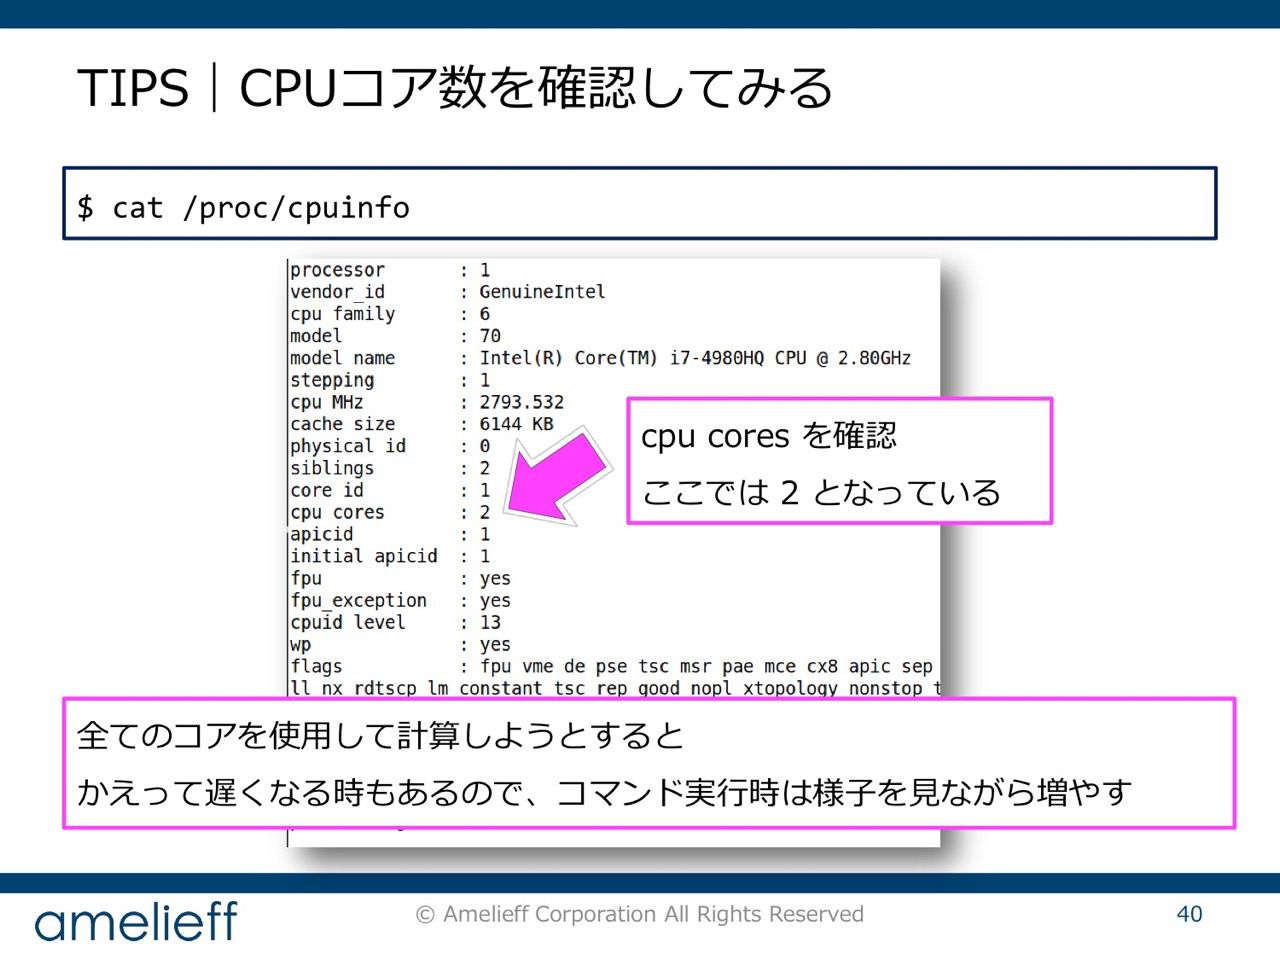 TIPS｜CPUコア数を確認してみる
$ cat /proc/cpuinfo
processor : 1
vendor_id : GenuineIntel
cpu family : 6
model : 70
model name : Intel(R) Core(TM) i7-4980HQ CPU @ 2.80GHz
stepping : 1
cpu MHz : 2793.532
cache size : 6144 KB
physical id : 0
siblings : 2
core id : 1
cpu cores : 2
apicid : 1
initial apicid : 1
fpu : yes
fpu_exception : yes
cpuid level : 13
wp : yes
flags : fpu vme de pse tsc msr pae mce cx8 apic sep
ll nx rdtscp lm constant_tsc rep_good nopl xtopology nonstop_t
cpu cores を確認
ここでは 2 となっている
全てのコアを使用して計算しようとすると
かえって遅くなる時もあるので、コマンド実行時は様子を見ながら増やす
amelieff
© Amelieff Corporation All Rights Reserved
40